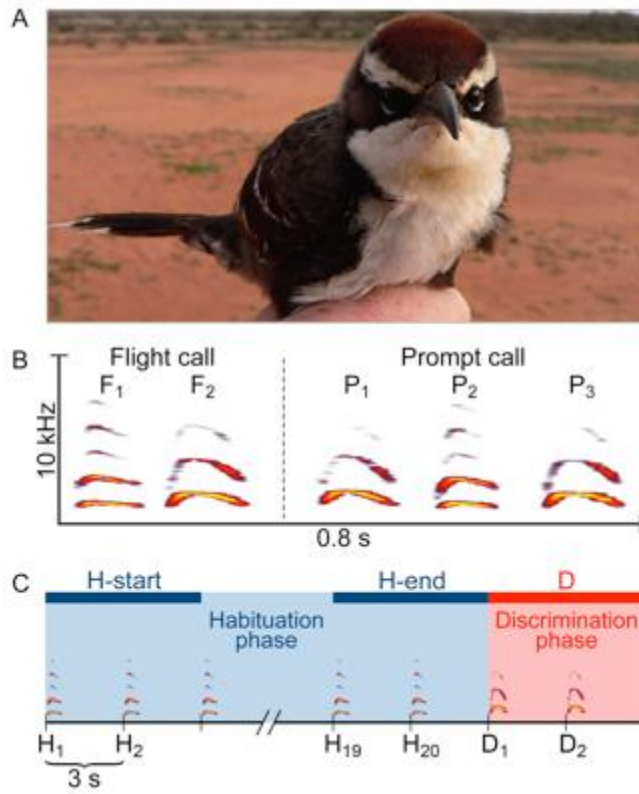 A
B
Flight call Prompt call
F₁ F₂ P₁ P₂ P₃
10 kHz
0.8 s
C
H-start H-end D
Habituation Discrimination
phase phase
H₁ H₂ H₁₉ H₂₀ D₁ D₂
3 s